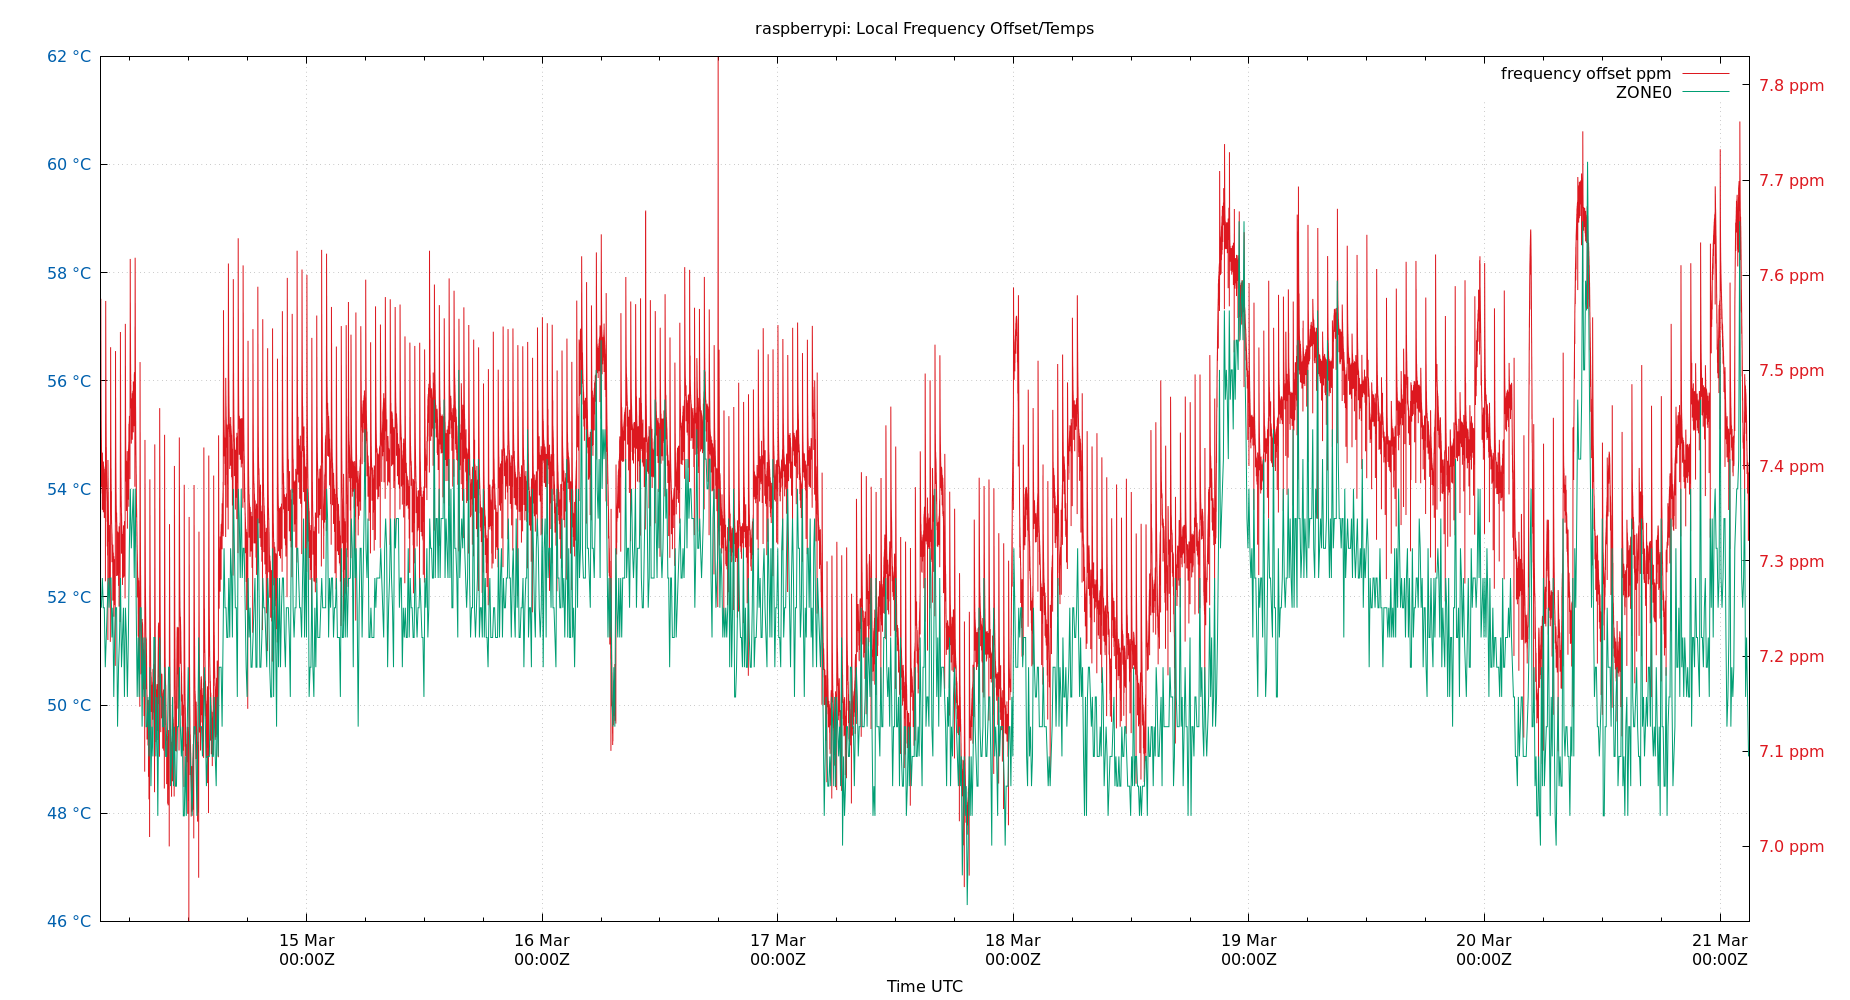 raspberrypi: Local Frequency Offset/Temps
62 °C
60 °C
58 °C
56 °C
54 °C
52 °C
50 °C
48 °C
46 °C
frequency offset ppm
ZONE0
7.8 ppm
7.7 ppm
7.6 ppm
7.5 ppm
7.4 ppm
7.3 ppm
7.2 ppm
7.1 ppm
7.0 ppm
15 Mar 16 Mar 17 Mar 18 Mar 19 Mar 20 Mar 21 Mar
00:00Z 00:00Z 00:00Z 00:00Z 00:00Z 00:00Z 00:00Z
Time UTC